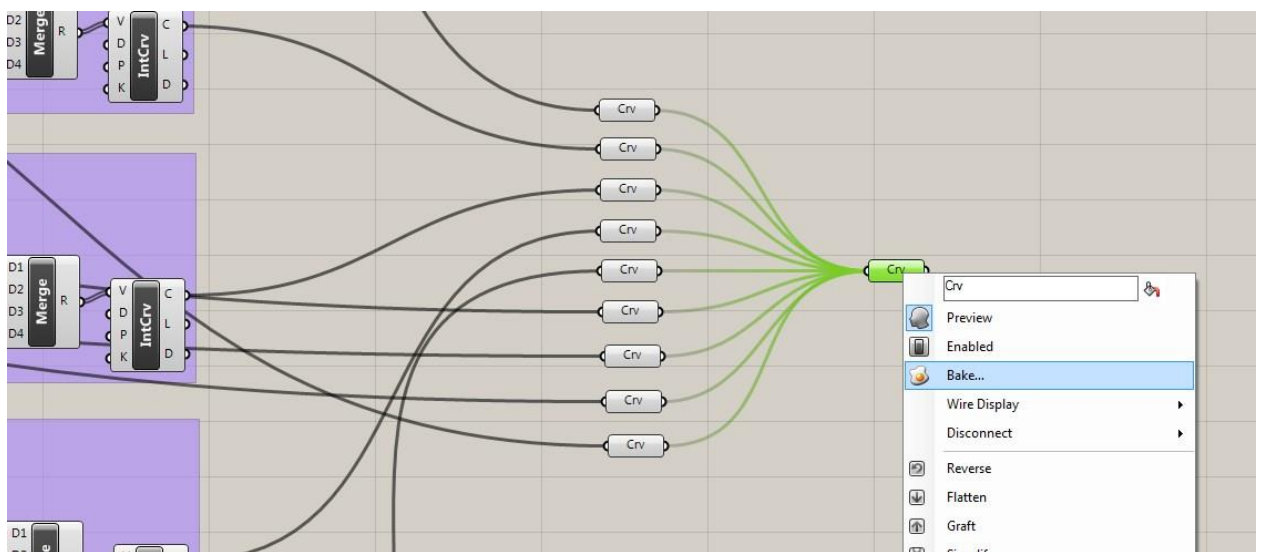 D2
D3
D4
Merge
R
V
D
P
K
IntCrv
C
L
D
Crv
Crv
Crv
Crv
Crv
Crv
Crv
Crv
Crv
Crv
D1
D2
D3
D4
Merge
R
V
D
P
K
IntCrv
C
L
D
Crv
Preview
Enabled
Bake...
Wire Display
Disconnect
Reverse
Flatten
Graft
D1